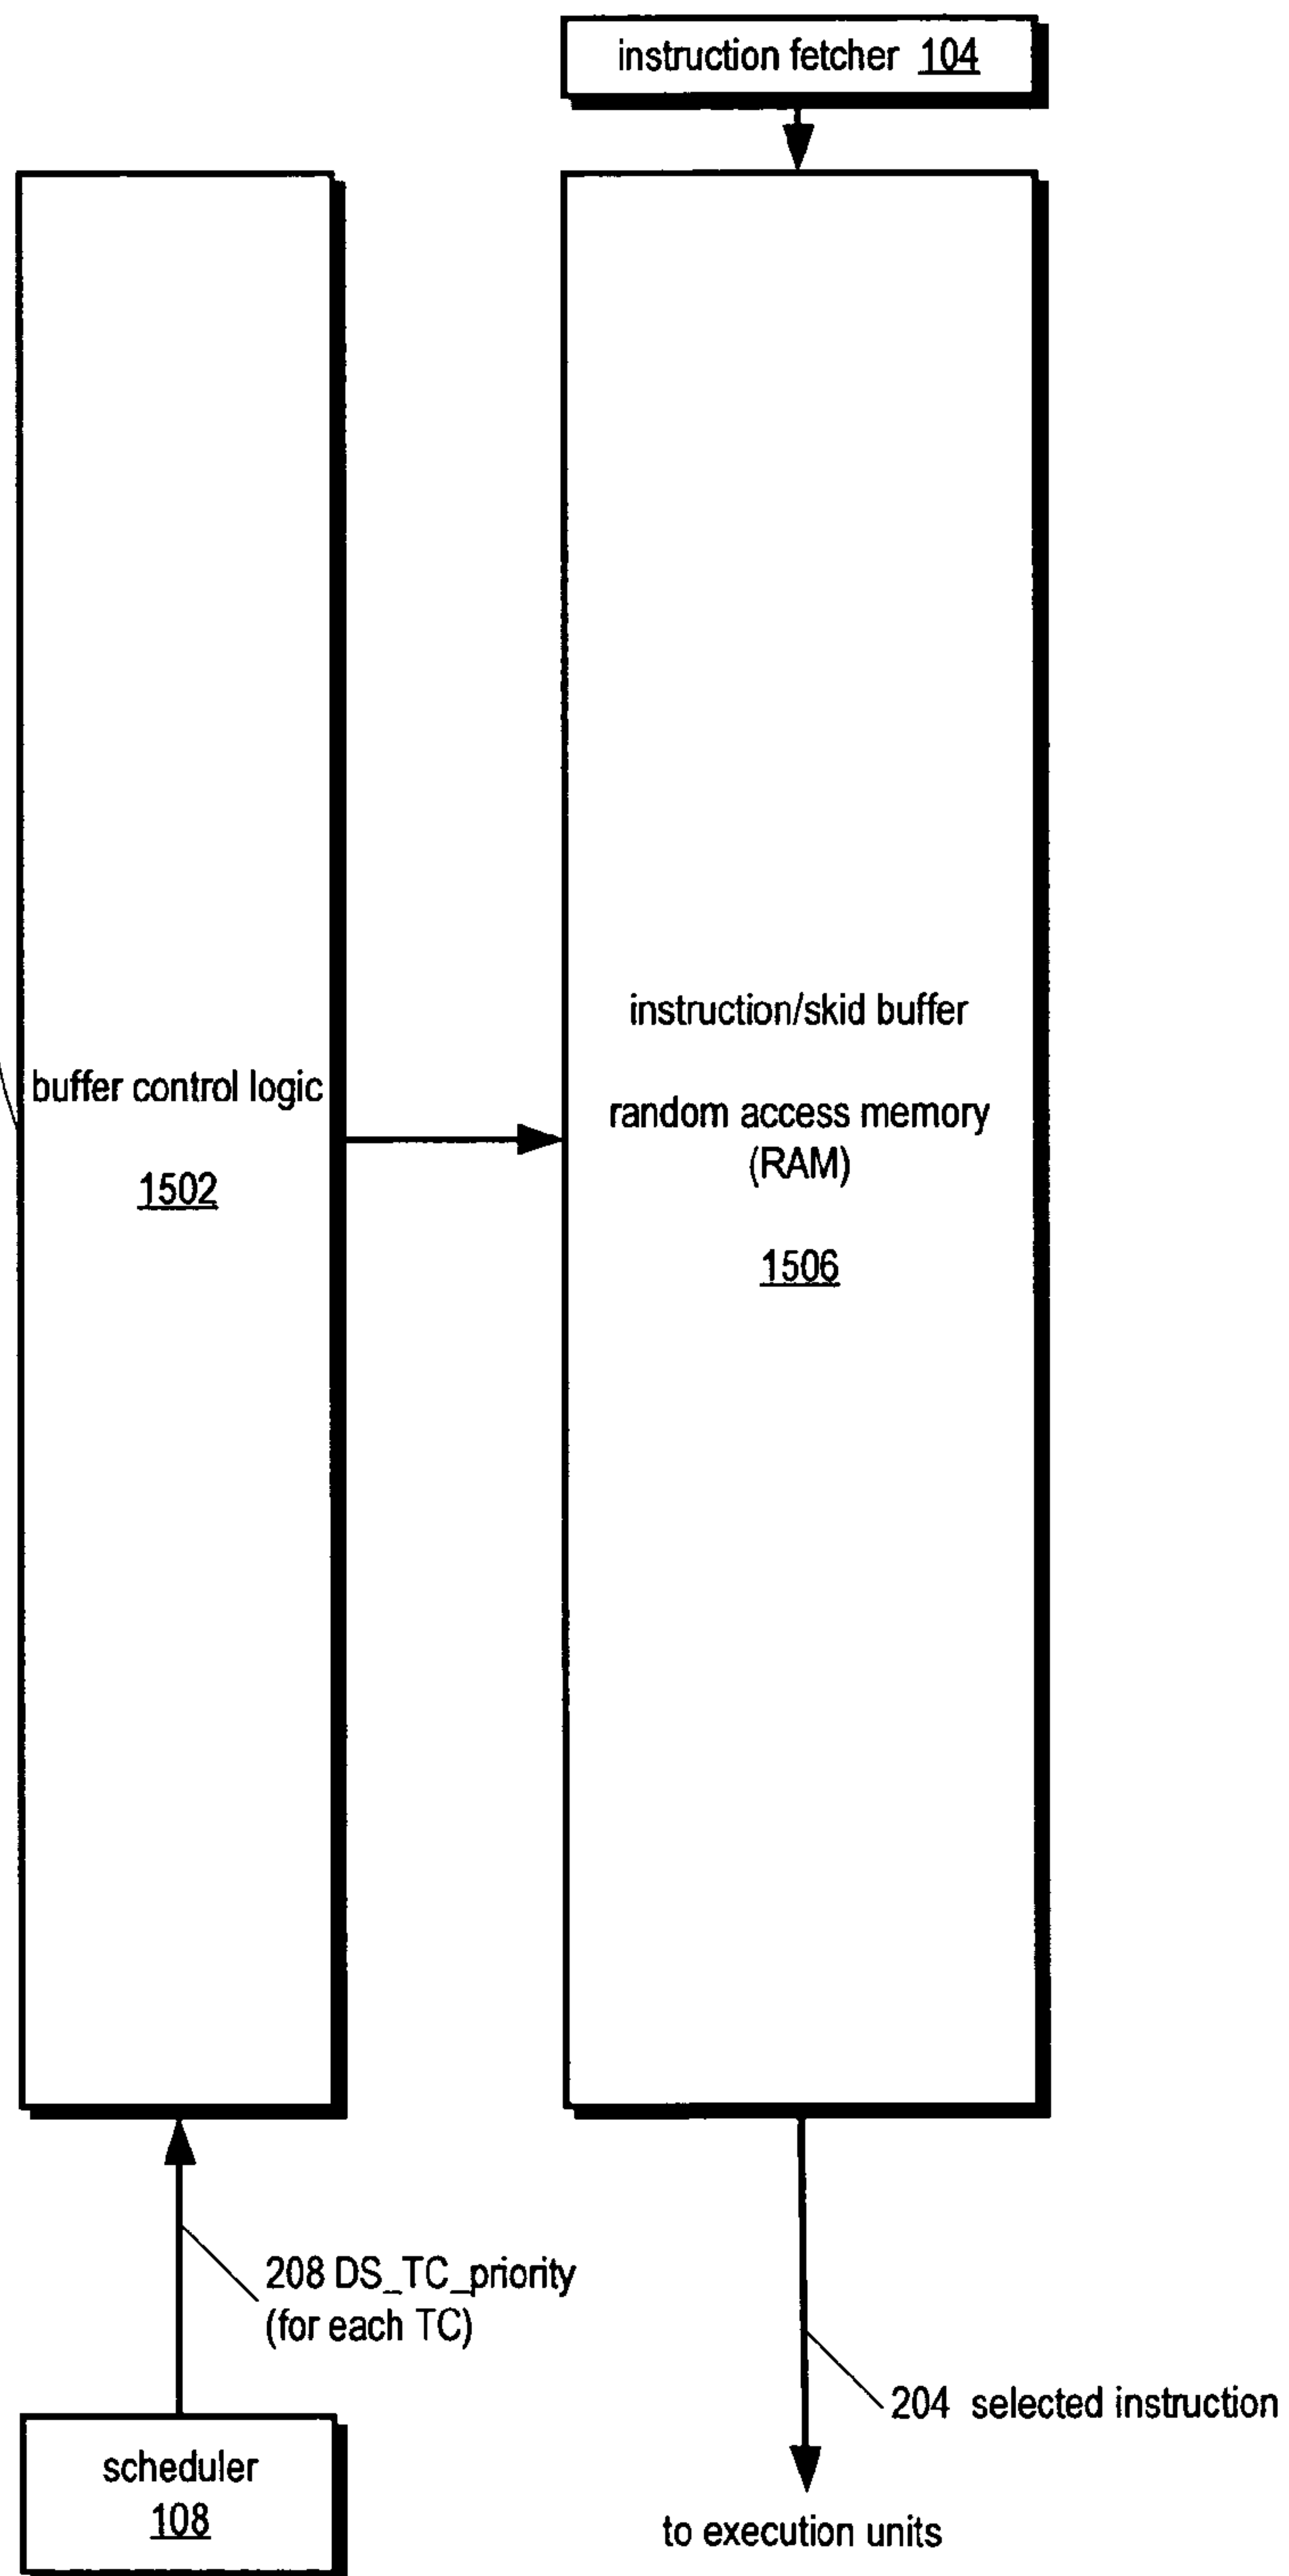 instruction fetcher 104
buffer control logic
1502
instruction/skid buffer
random access memory
(RAM)
1506
208 DS_TC_priority
(for each TC)
204 selected instruction
scheduler
108
to execution units